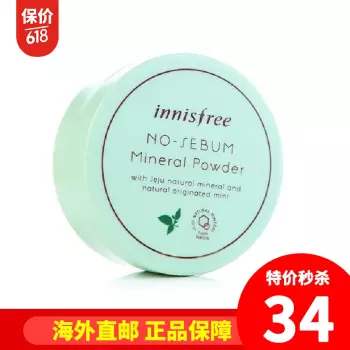 保价
618
innisfree
NO-SEBUM
Mineral Powder
with Jeju natural mineral and
natural originated mint
特价秒杀
34
海外直邮 正品保障